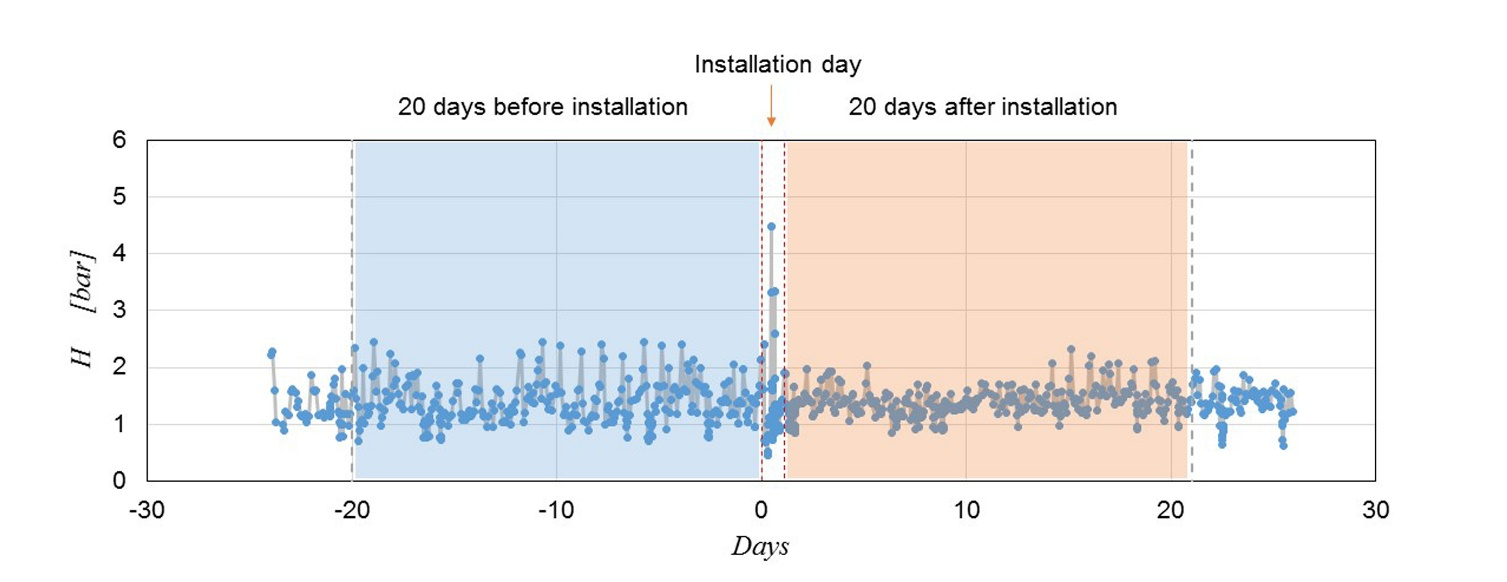 Installation day
20 days before installation
20 days after installation
6
5
4
3
2
1
0
H [bar]
-30
-20
-10
0
10
20
30
Days